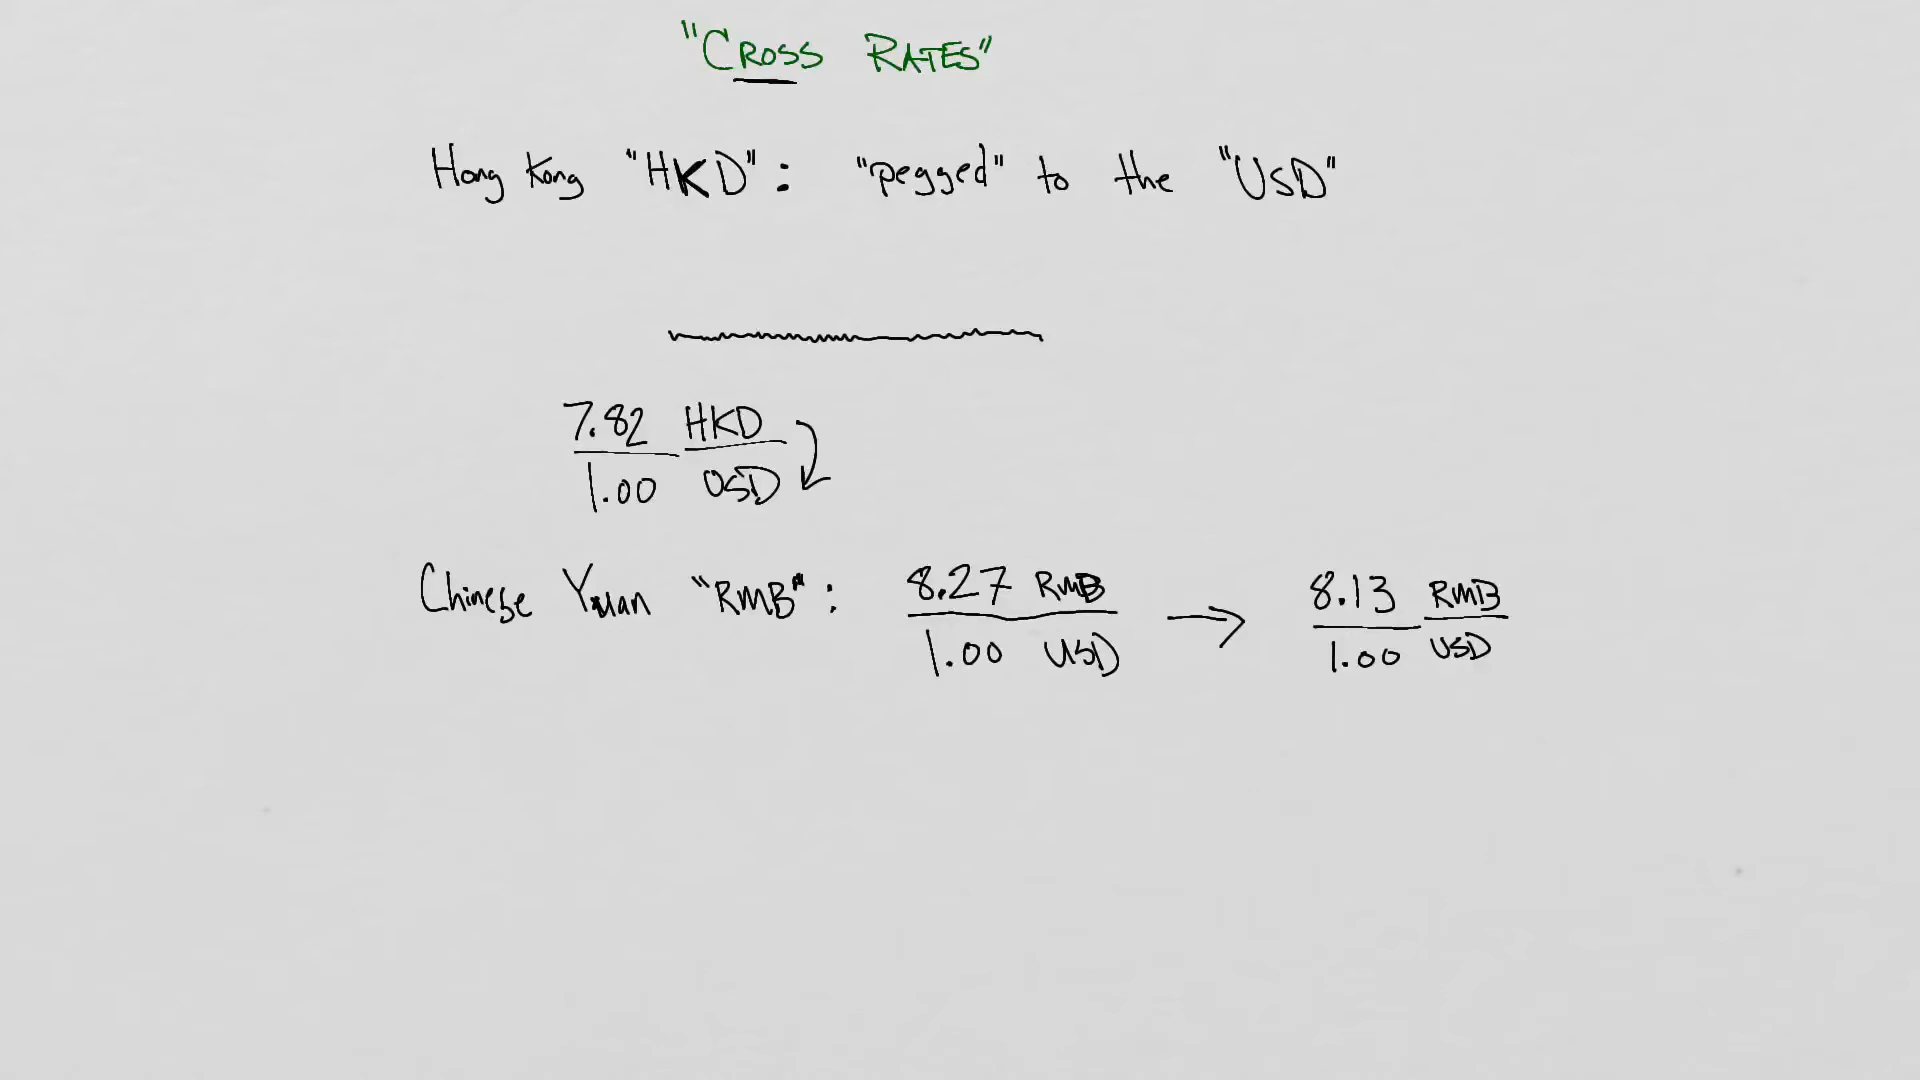 "CROSS RATES"
Hong Kong "HKD": "pegged" to the "USD"
7.82 HKD
1.00 USD
Chinese Yuan "RMB": 8.27 RMB → 8.13 RMB
1.00 USD 1.00 USD